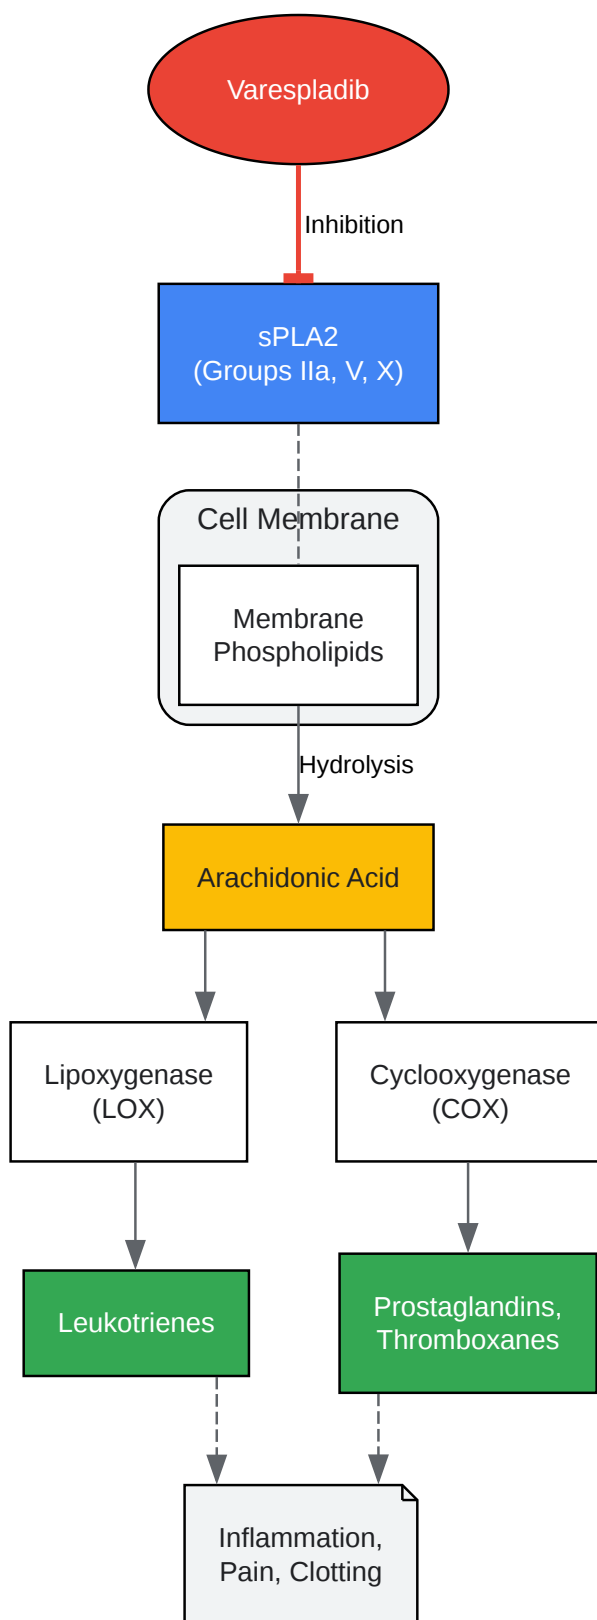 Varespladib
Inhibition
sPLA2
(Groups IIa, V, X)
Cell Membrane
Membrane
Phospholipids
Hydrolysis
Arachidonic Acid
Lipoxygenase
(LOX)
Cyclooxygenase
(COX)
Leukotrienes
Prostaglandins,
Thromboxanes
Inflammation,
Pain, Clotting